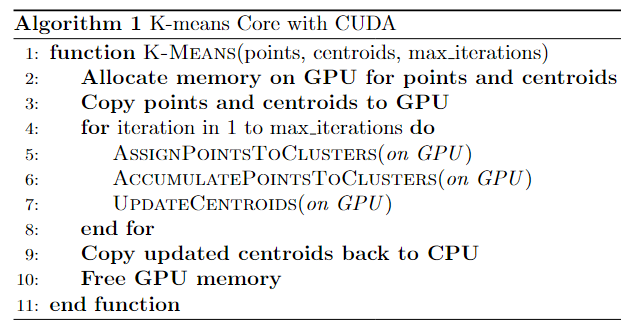 Algorithm 1 K-means Core with CUDA
1: function K-MEANS(points, centroids, max_iterations)
2: Allocate memory on GPU for points and centroids
3: Copy points and centroids to GPU
4: for iteration in 1 to max_iterations do
5: ASSIGNPOINTSTOCLUSTERS(on GPU)
6: ACCUMULATEPOINTSTOCLUSTERS(on GPU)
7: UPDATECENTROIDS(on GPU)
8: end for
9: Copy updated centroids back to CPU
10: Free GPU memory
11: end function